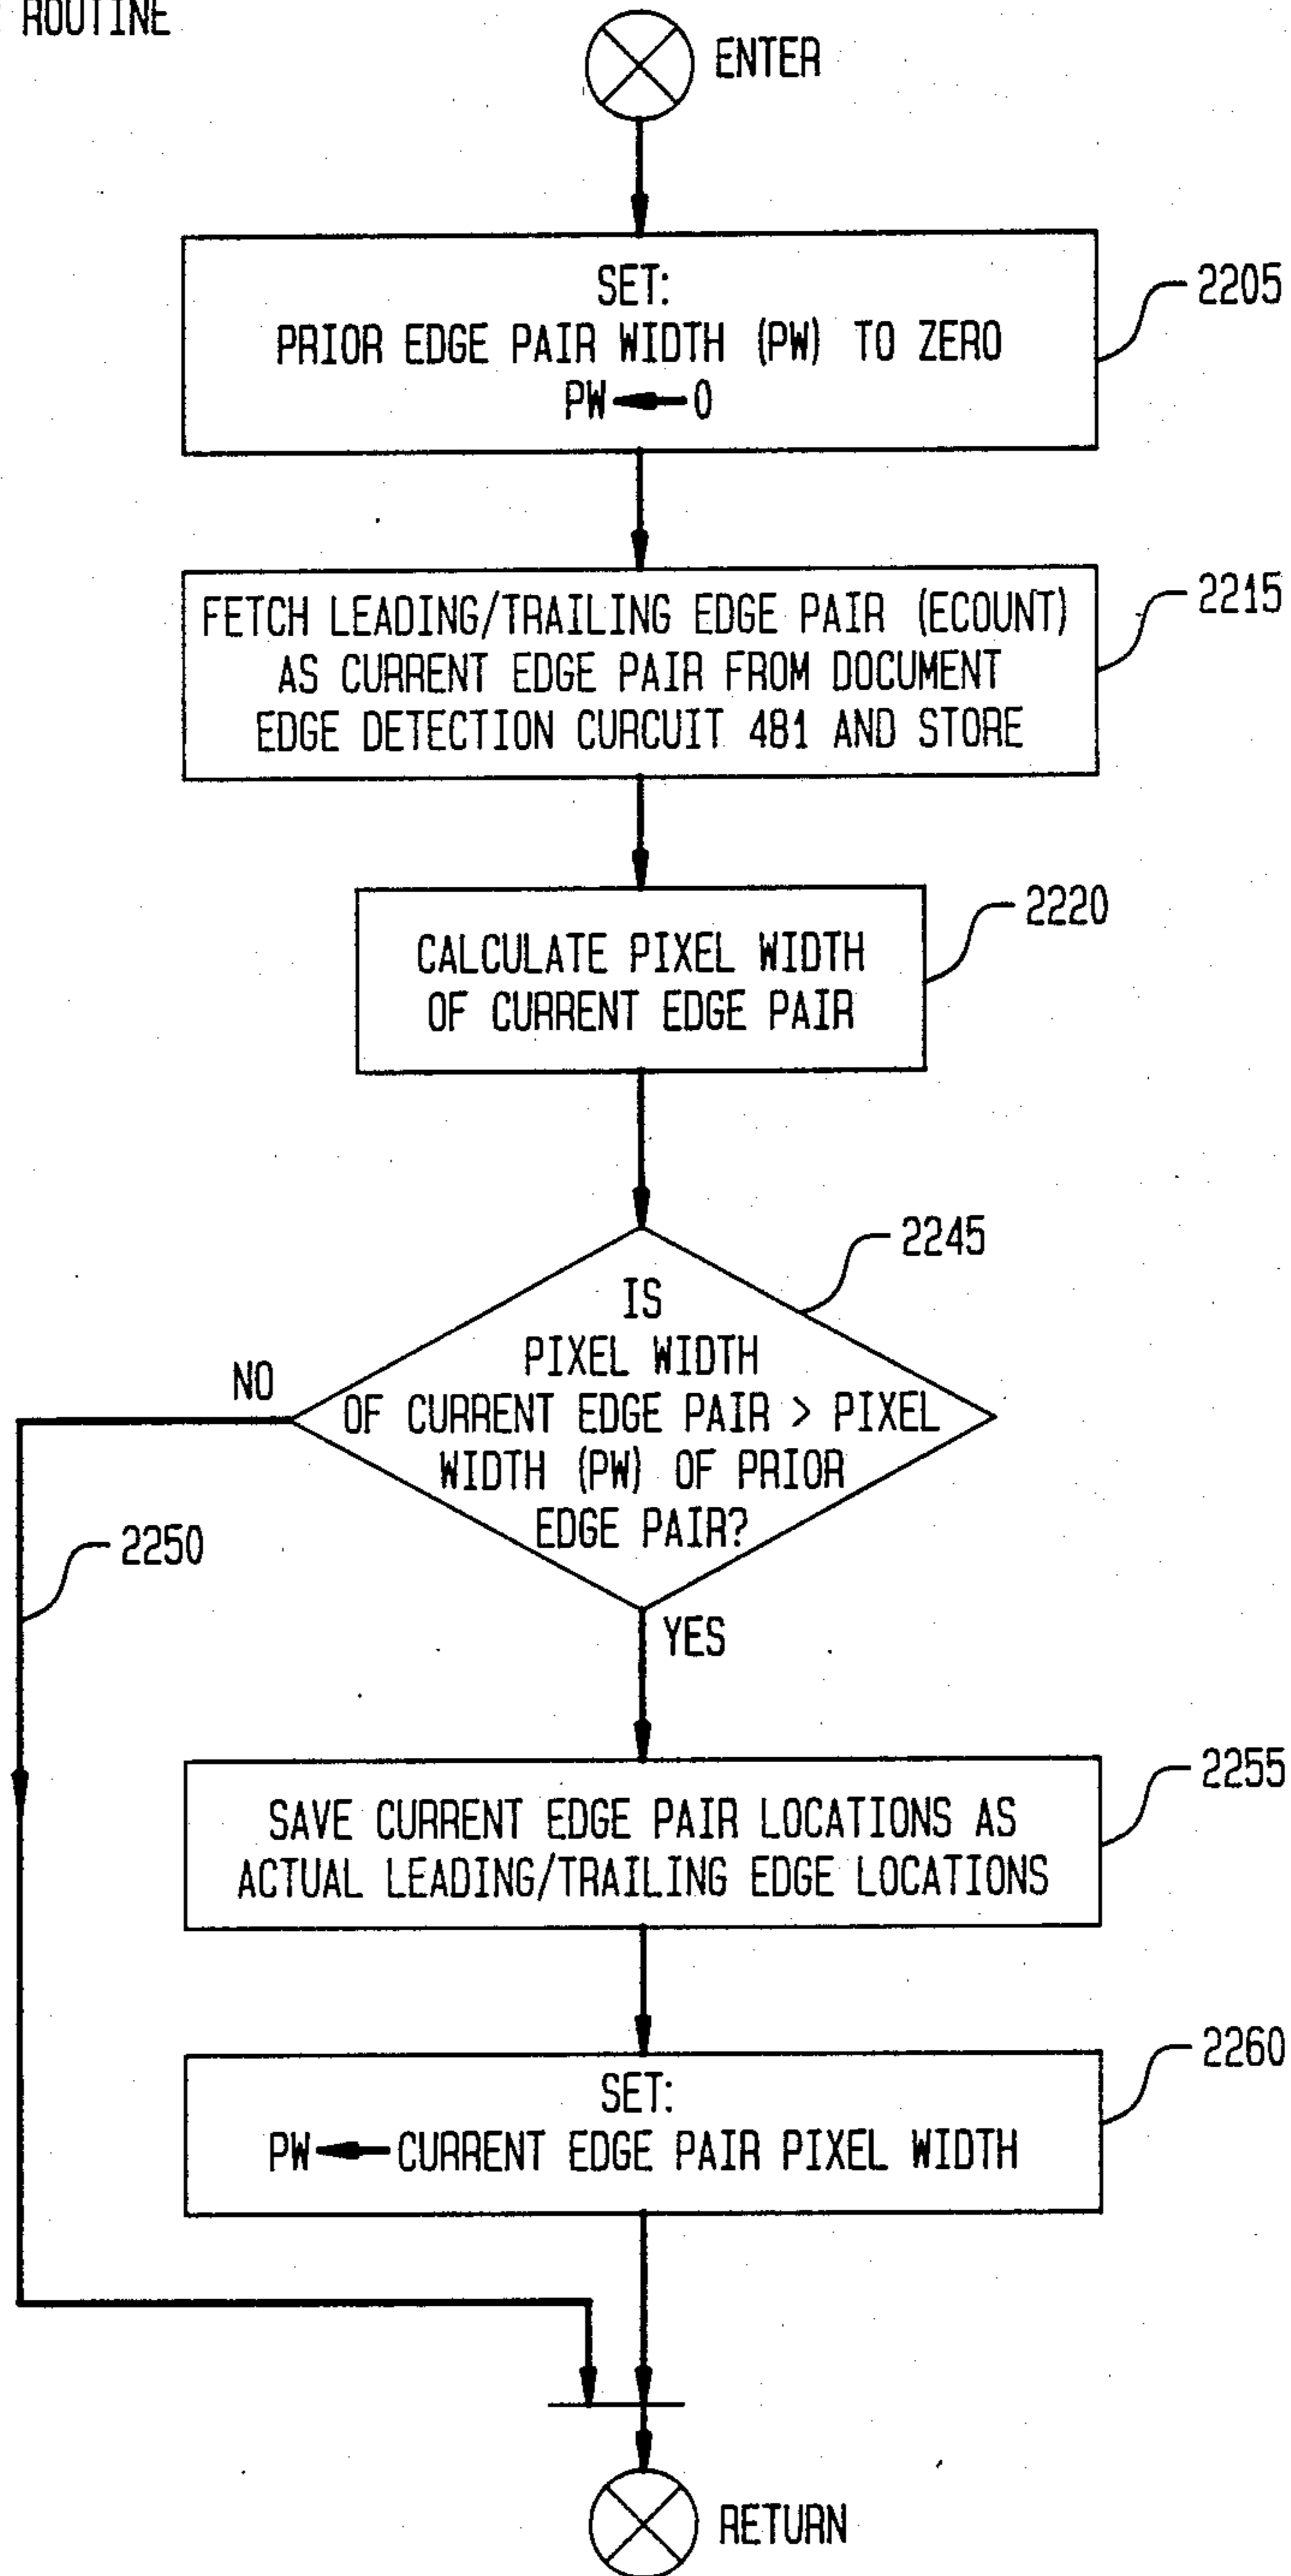 ROUTINE
ENTER
SET:
PRIOR EDGE PAIR WIDTH (PW) TO ZERO
PW ← 0
2205
FETCH LEADING/TRAILING EDGE PAIR (ECOUNT)
AS CURRENT EDGE PAIR FROM DOCUMENT
EDGE DETECTION CURCUIT 481 AND STORE
2215
CALCULATE PIXEL WIDTH
OF CURRENT EDGE PAIR
2220
IS
PIXEL WIDTH
OF CURRENT EDGE PAIR > PIXEL
WIDTH (PW) OF PRIOR
EDGE PAIR?
2245
NO
2250
YES
SAVE CURRENT EDGE PAIR LOCATIONS AS
ACTUAL LEADING/TRAILING EDGE LOCATIONS
2255
SET:
PW ← CURRENT EDGE PAIR PIXEL WIDTH
2260
RETURN